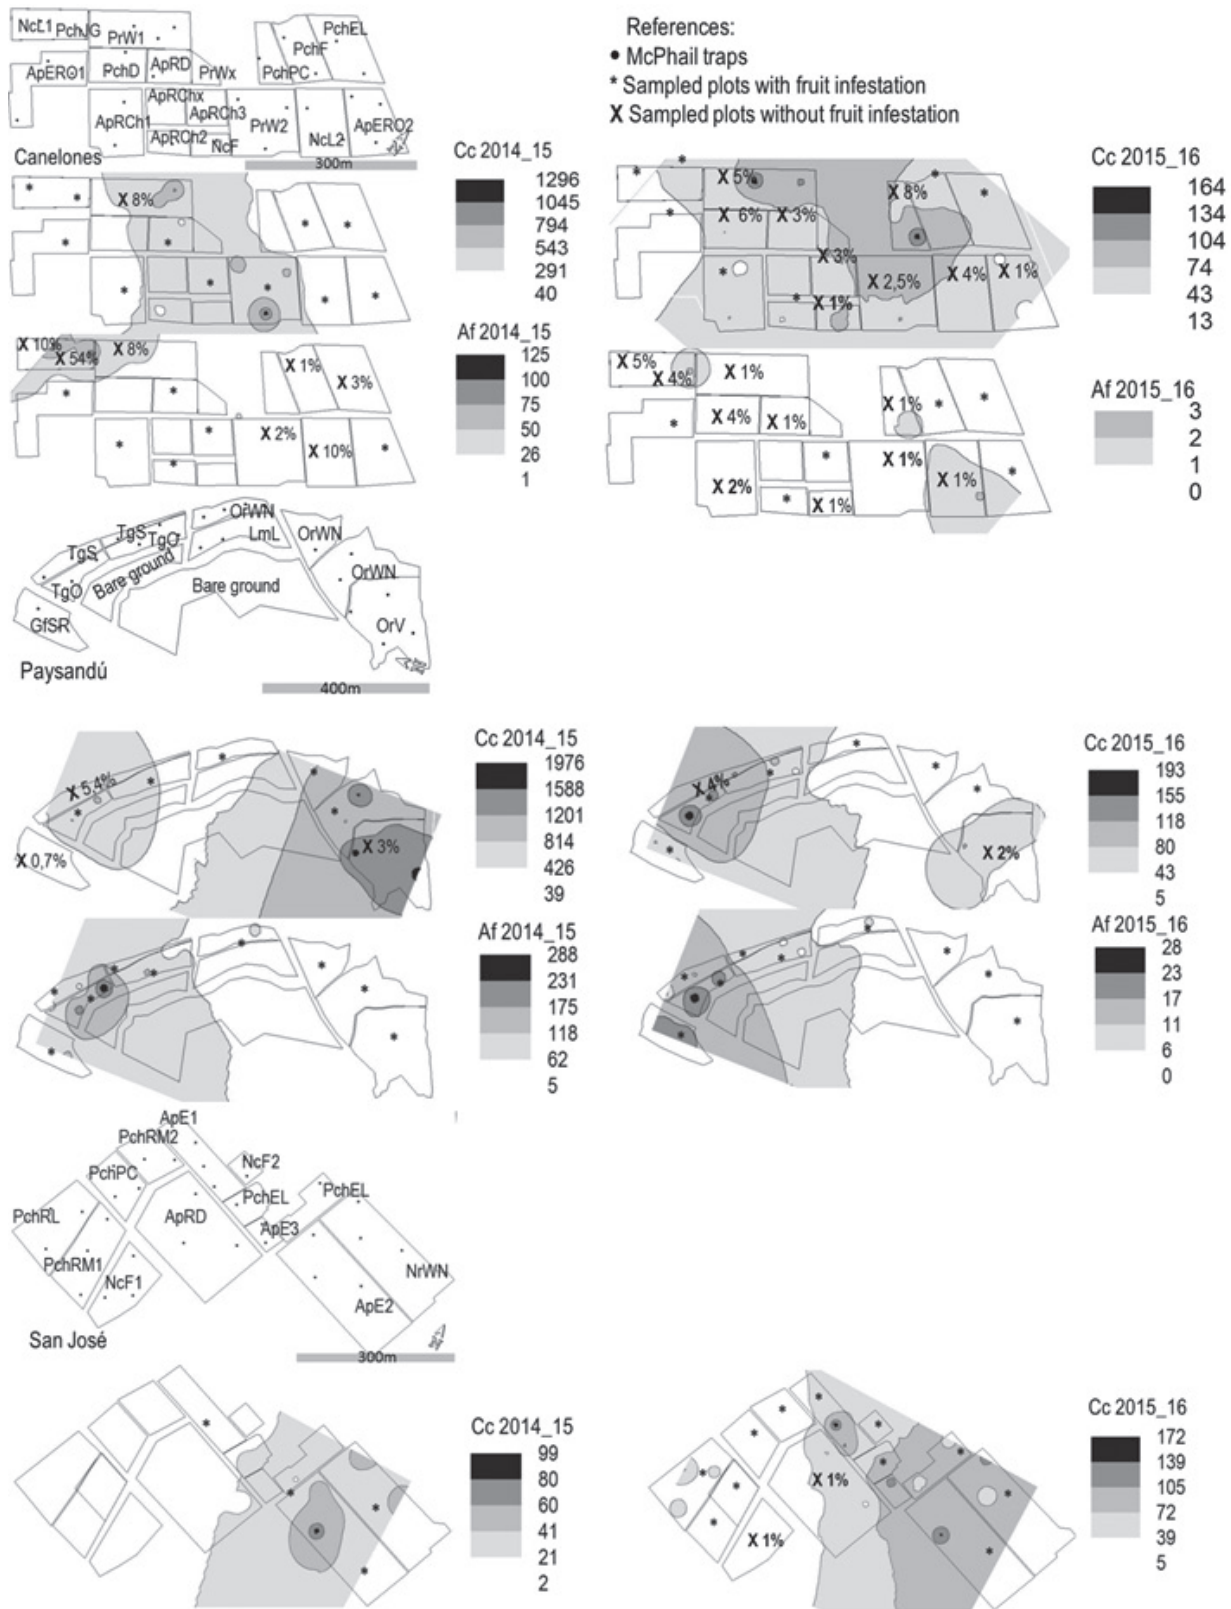 References:
• McPhail traps
* Sampled plots with fruit infestation
X Sampled plots without fruit infestation
NcL1 PchJG PrW1
PchEL
PchF
PchPC
ApERO1 PchD ApRD PrWx
ApRChx
ApRCh1 ApRCh3 PrW2 NcL2 ApERO2
ApRCh2 NcF
Canelones
300m
Cc 2014_15
1296
1045
794
543
291
40
X 8%
Cc 2015_16
164
134
104
74
43
13
X 5%
X 8%
X 6% X 3%
X 3%
X 2,5% X 4% X 1%
X 1%
Af 2014_15
125
100
75
50
26
1
X 10% X 8%
X 54%
X 1%
X 3%
X 2%
X 10%
Af 2015_16
3
2
1
0
X 5%
X 4% X 1%
X 1%
X 4% X 1%
X 1%
X 2% X 1%
X 1%
OrWN
TgS TgO LmL OrWN
TgS
TgO Bare ground OrWN
Bare ground
GfSR OrV
Paysandú
400m
Cc 2014_15
1976
1588
1201
814
426
39
X 5,4%
X 0,7%
X 3%
Cc 2015_16
193
155
118
80
43
5
X 4%
X 2%
Af 2014_15
288
231
175
118
62
5
Af 2015_16
28
23
17
11
6
0
ApE1
PchRM2
NcF2
PchPC
PchEL PchEL
PchRL ApRD
ApE3
PchRM1
NcF1 NrWN
ApE2
San José
300m
Cc 2014_15
99
80
60
41
21
2
Cc 2015_16
172
139
105
72
39
5
X 1%
X 1%